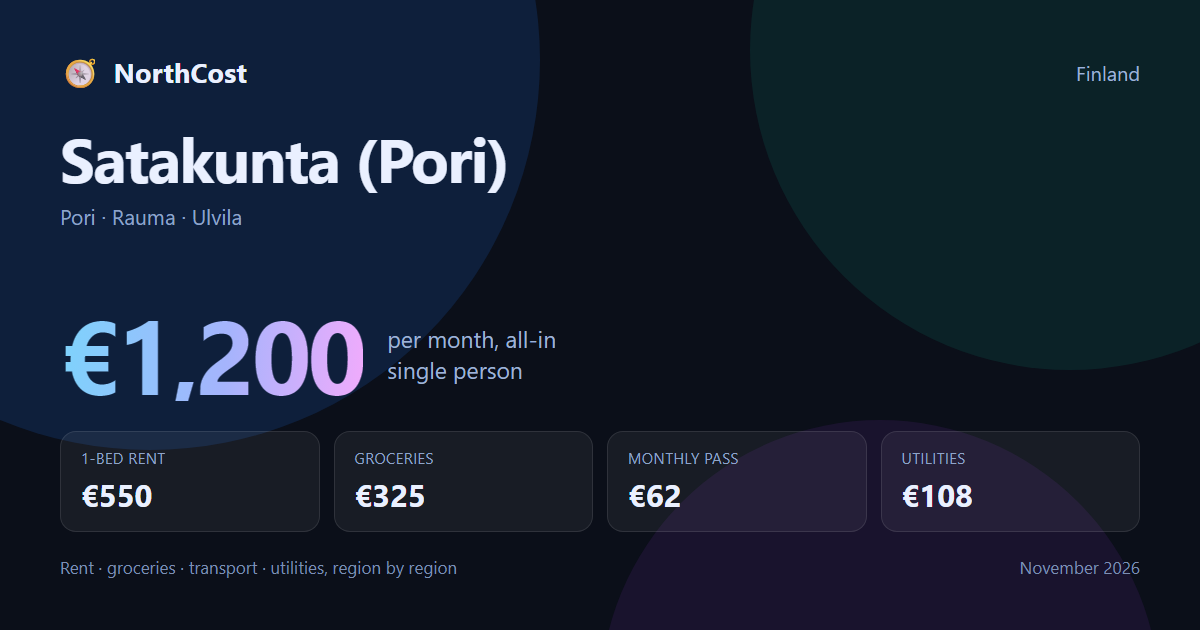 NorthCost
Finland
Satakunta (Pori)
Pori · Rauma · Ulvila
€1,200
per month, all-in
single person
1-BED RENT
€550
GROCERIES
€325
MONTHLY PASS
€62
UTILITIES
€108
Rent · groceries · transport · utilities, region by region
November 2026